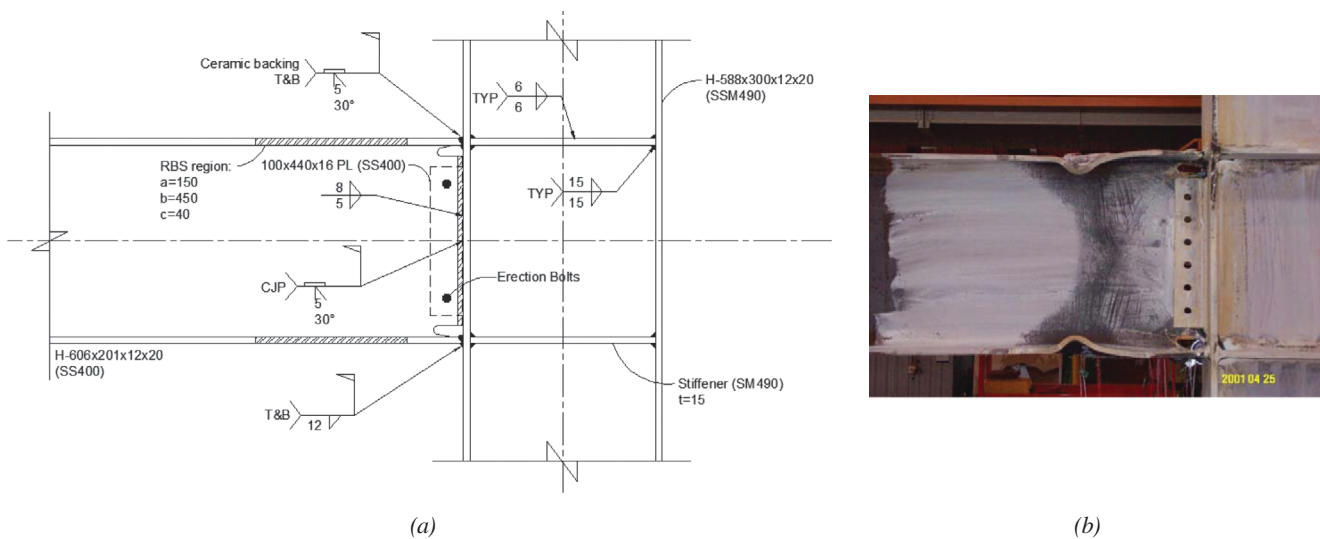 Ceramic backing
T&B
5
30°
TYP
6
6
H-588x300x12x20
(SSM490)
RBS region:
a=150
b=450
c=40
100x440x16 PL (SS400)
8
5
TYP
15
15
CJP
5
30°
Erection Bolts
H-606x201x12x20
(SS400)
T&B
12
Stiffener (SM490)
t=15
2001 04 25
(a)
(b)